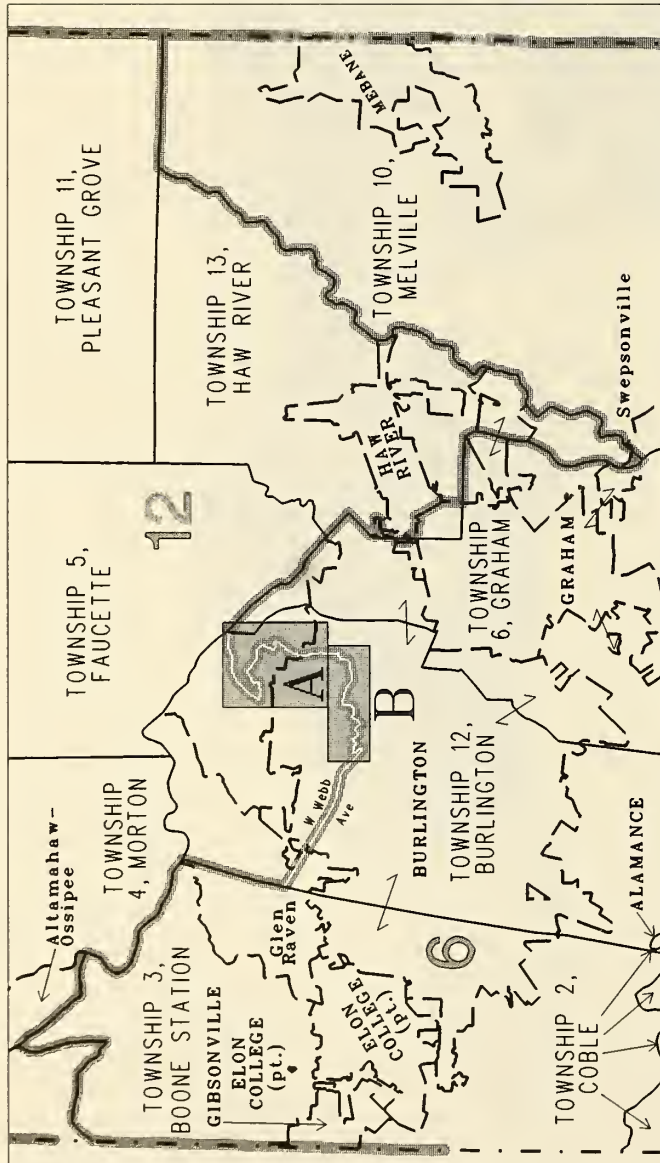 TOWNSHIP 11,
PLEASANT GROVE
TOWNSHIP 5,
FAUCETTE
Altamahaw-
Ossipee
TOWNSHIP
4, MORTON
12
TOWNSHIP 13,
HAW RIVER
MEBANE
TOWNSHIP 10,
MELVILLE
TOWNSHIP 3,
BOONE STATION
GIBSONVILLE
ELON
COLLEGE
(pt.)
Glen
Raven
W Webb
Ave
A
B
HAW
RIVER
ELON
COLLEGE
(pt.)
6
BURLINGTON
TOWNSHIP 12,
BURLINGTON
TOWNSHIP
6, GRAHAM
GRAHAM
Swepsonville
TOWNSHIP 2,
COBLE
ALAMANCE